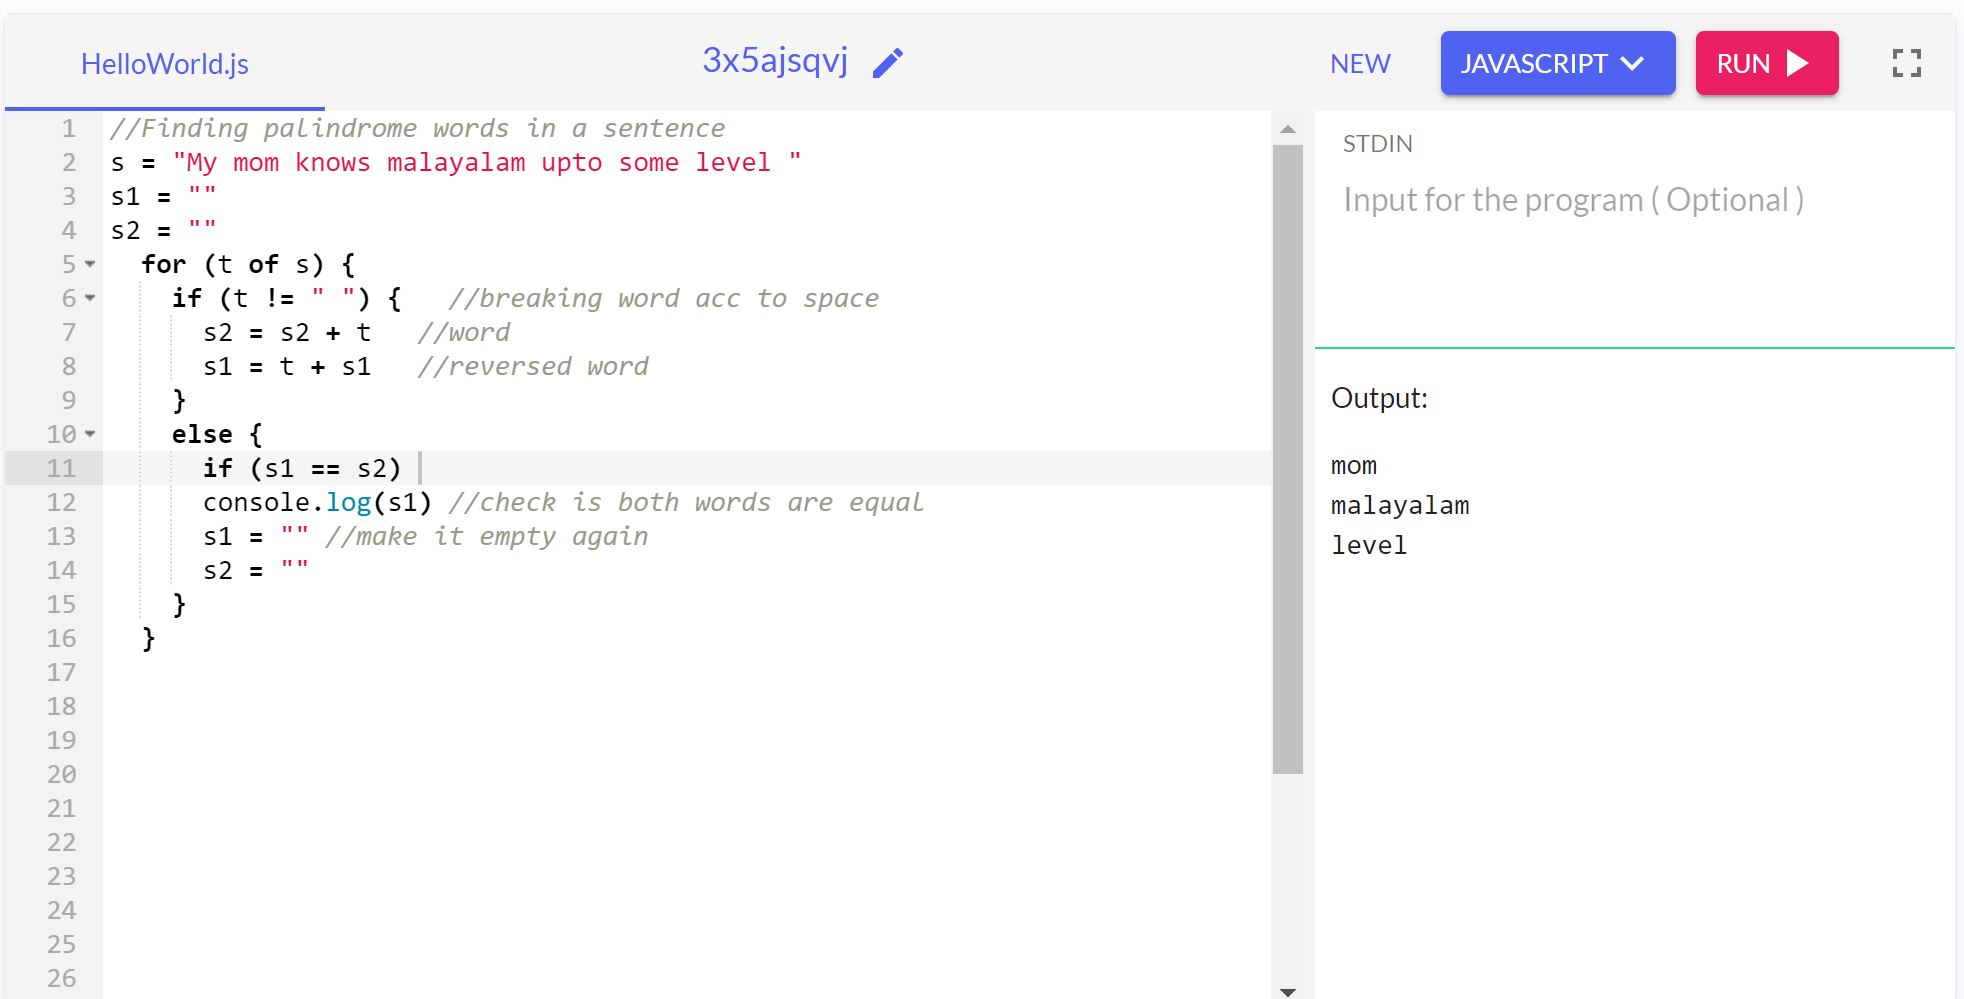 HelloWorld.js
3x5ajsqvj
NEW
JAVASCRIPT
RUN
1 //Finding palindrome words in a sentence
2 s = "My mom knows malayalam upto some level "
3 s1 = ""
4 s2 = ""
5   for (t of s) {
6     if (t != " ") {   //breaking word acc to space
7       s2 = s2 + t   //word
8       s1 = t + s1   //reversed word
9     }
10     else {
11       if (s1 == s2)
12       console.log(s1) //check is both words are equal
13       s1 = "" //make it empty again
14       s2 = ""
15     }
16   }
17
18
19
20
21
22
23
24
25
26
STDIN
Input for the program ( Optional )
Output:
mom
malayalam
level